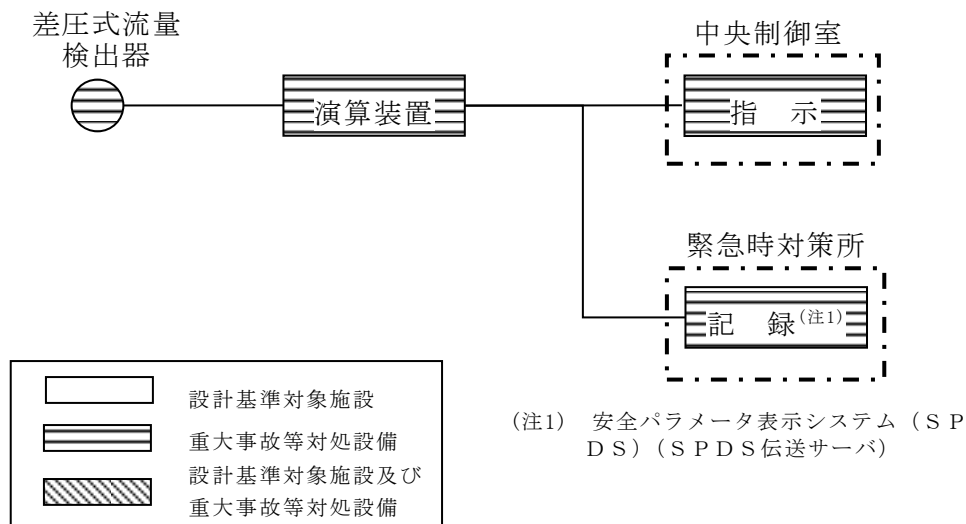 差圧式流量
検出器
演算装置
中央制御室
指　示
緊急時対策所
記　録(注1)
設計基準対象施設
重大事故等対処設備
設計基準対象施設及び
重大事故等対処設備
(注1)　安全パラメータ表示システム（ＳＰ
ＤＳ）（ＳＰＤＳ伝送サーバ）